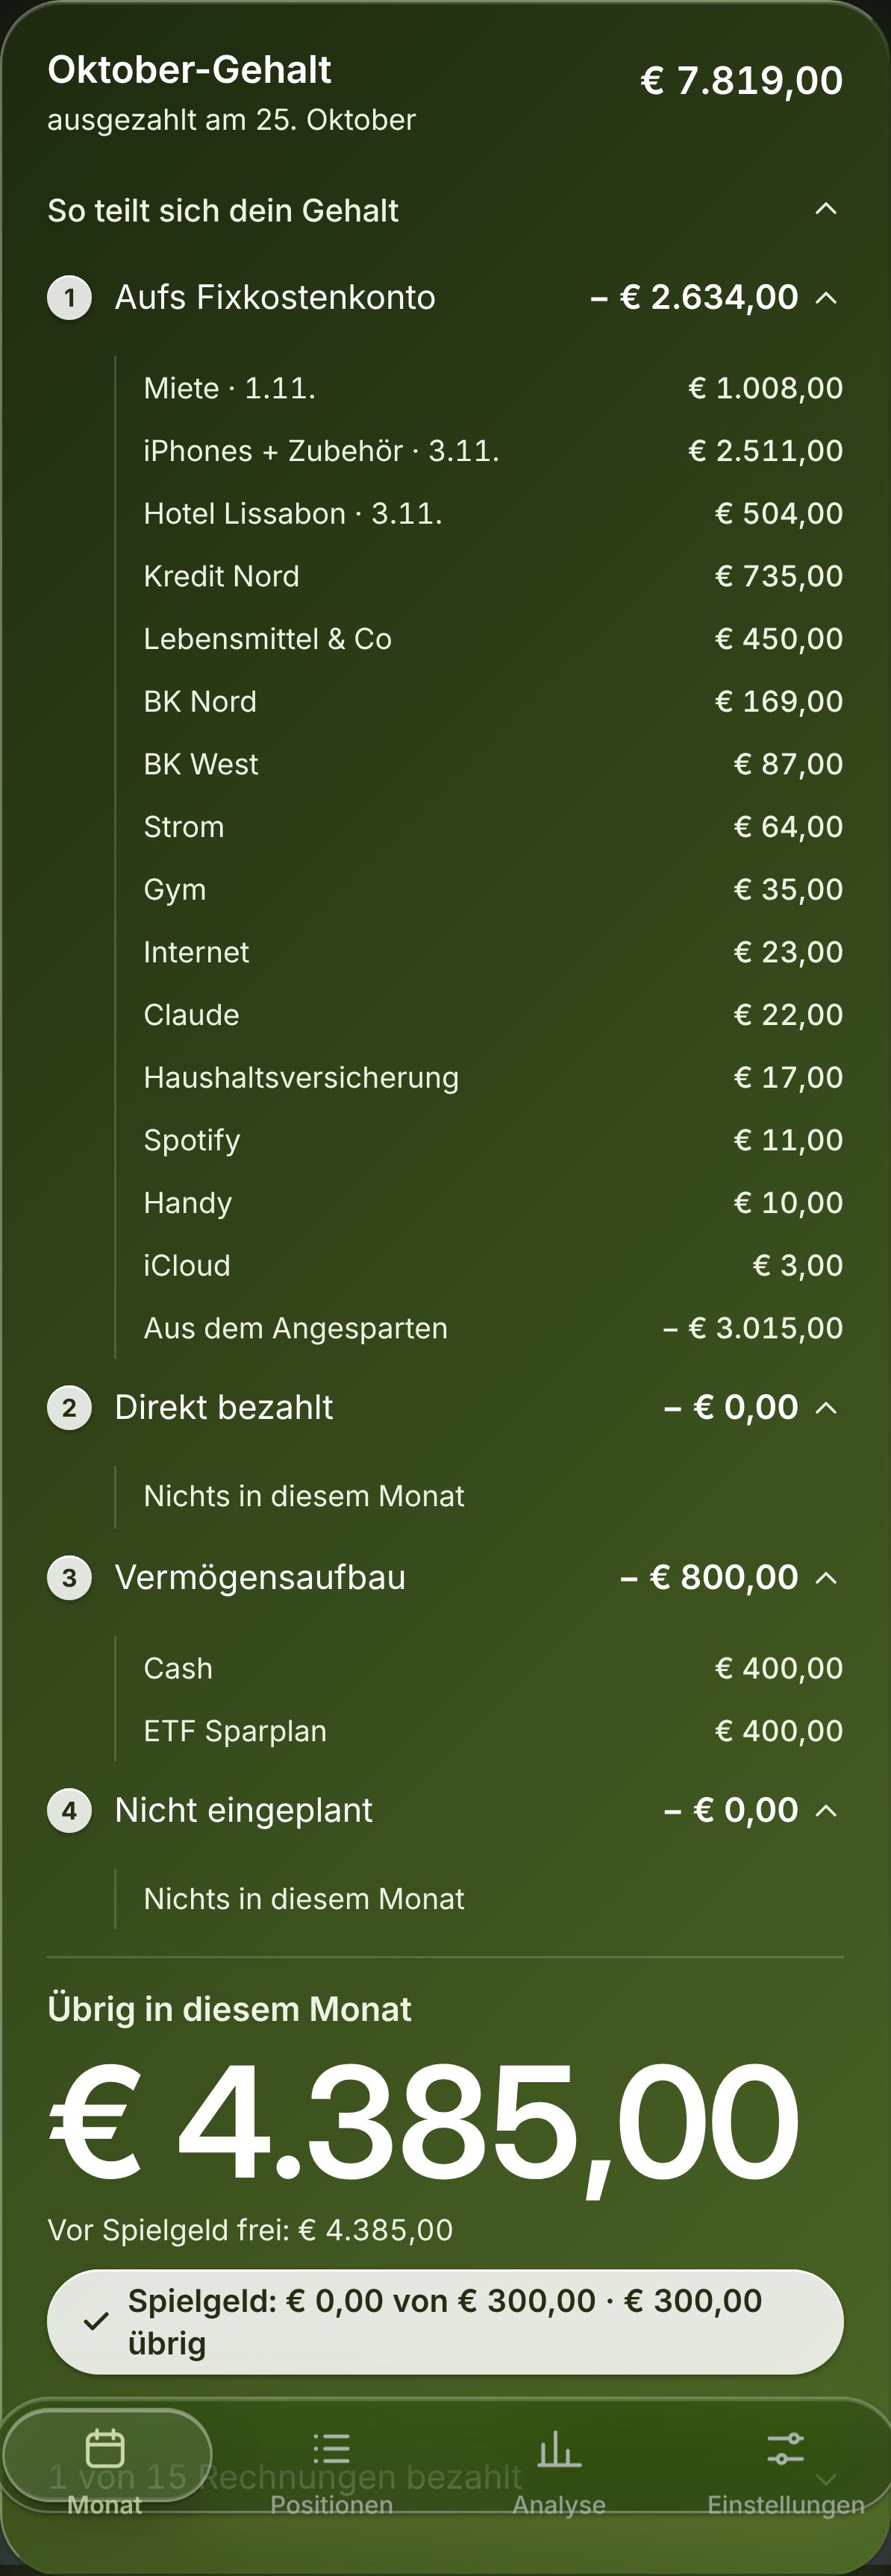 Oktober-Gehalt
€ 7.819,00
ausgezahlt am 25. Oktober
So teilt sich dein Gehalt
1 Aufs Fixkostenkonto – € 2.634,00
Miete · 1.11. € 1.008,00
iPhones + Zubehör · 3.11. € 2.511,00
Hotel Lissabon · 3.11. € 504,00
Kredit Nord € 735,00
Lebensmittel & Co € 450,00
BK Nord € 169,00
BK West € 87,00
Strom € 64,00
Gym € 35,00
Internet € 23,00
Claude € 22,00
Haushaltsversicherung € 17,00
Spotify € 11,00
Handy € 10,00
iCloud € 3,00
Aus dem Angesparten – € 3.015,00
2 Direkt bezahlt – € 0,00
Nichts in diesem Monat
3 Vermögensaufbau – € 800,00
Cash € 400,00
ETF Sparplan € 400,00
4 Nicht eingeplant – € 0,00
Nichts in diesem Monat
Übrig in diesem Monat
€ 4.385,00
Vor Spielgeld frei: € 4.385,00
Spielgeld: € 0,00 von € 300,00 · € 300,00
übrig
1 von 15 Rechnungen bezahlt
Monat Positionen Analyse Einstellungen